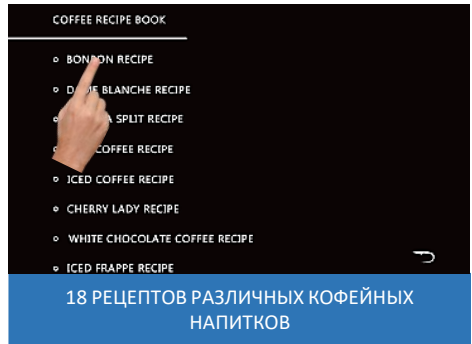 COFFEE RECIPE BOOK
BONBON RECIPE
BLANCHE RECIPE
SPLIT RECIPE
COFFEE RECIPE
ICED COFFEE RECIPE
CHERRY LADY RECIPE
WHITE CHOCOLATE COFFEE RECIPE
ICED FRAPPE RECIPE
18 РЕЦЕПТОВ РАЗЛИЧНЫХ КОФЕЙНЫХ
НАПИТКОВ